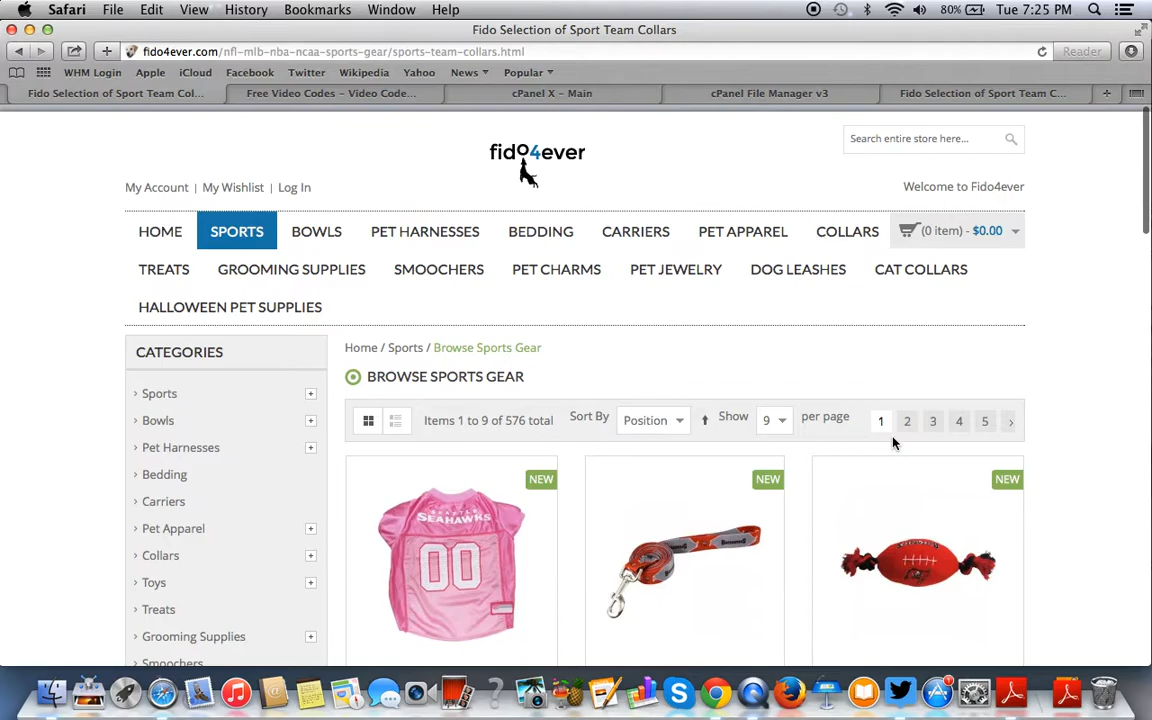 Safari File Edit View History Bookmarks Window Help 80% Tue 7:25 PM
Fido Selection of Sport Team Collars
fido4ever.com/nfl-mlb-nba-ncaa-sports-gear/sports-team-collars.html Reader
WHM Login Apple iCloud Facebook Twitter Wikipedia Yahoo News Popular
Fido Selection of Sport Team Col... Free Video Codes – Video Code... cPanel X – Main cPanel File Manager v3 Fido Selection of Sport Team C...
fido4ever
Search entire store here...
My Account | My Wishlist | Log In
Welcome to Fido4ever
HOME SPORTS BOWLS PET HARNESSES BEDDING CARRIERS PET APPAREL COLLARS (0 item) - $0.00
TREATS GROOMING SUPPLIES SMOOCHERS PET CHARMS PET JEWELRY DOG LEASHES CAT COLLARS
HALLOWEEN PET SUPPLIES
CATEGORIES
Sports
Bowls
Pet Harnesses
Bedding
Carriers
Pet Apparel
Collars
Toys
Treats
Grooming Supplies
Smoochers
Home / Sports / Browse Sports Gear
BROWSE SPORTS GEAR
Items 1 to 9 of 576 total Sort By Position Show 9 per page 1 2 3 4 5 >
NEW NEW NEW
SEAHAWKS
00